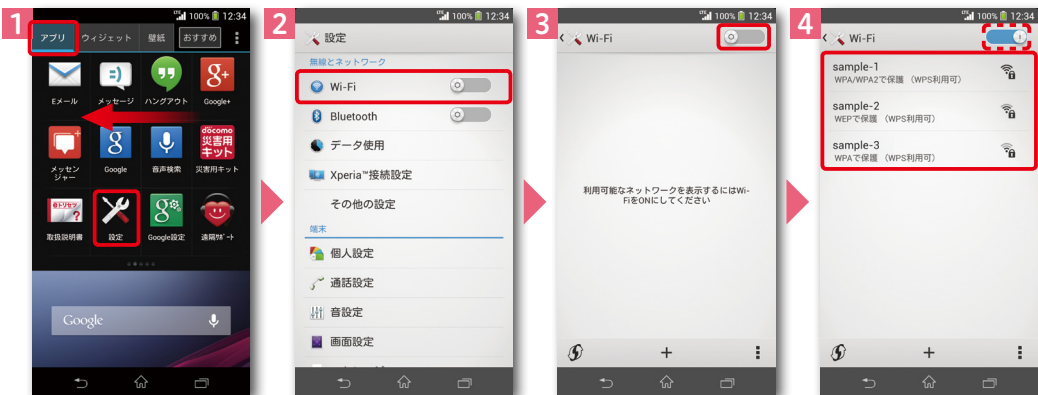 1
LTE 100% 12:34
アプリ ウィジェット 壁紙 おすすめ
Eメール メッセージ ハングアウト Google+
docomo
災害用
キット
メッセンジャー Google 音声検索 災害用キット
取扱説明書 設定 Google設定 遠隔ｻﾎﾟｰﾄ
Google
2
LTE 100% 12:34
設定
無線とネットワーク
Wi-Fi
Bluetooth
データ使用
Xperia™接続設定
その他の設定
端末
個人設定
通話設定
音設定
画面設定
3
LTE 100% 12:34
Wi-Fi
利用可能なネットワークを表示するにはWi-
FiをONにしてください
4
LTE 100% 12:34
Wi-Fi
sample-1
WPA/WPA2で保護 （WPS利用可）
sample-2
WEPで保護 （WPS利用可）
sample-3
WPAで保護 （WPS利用可）